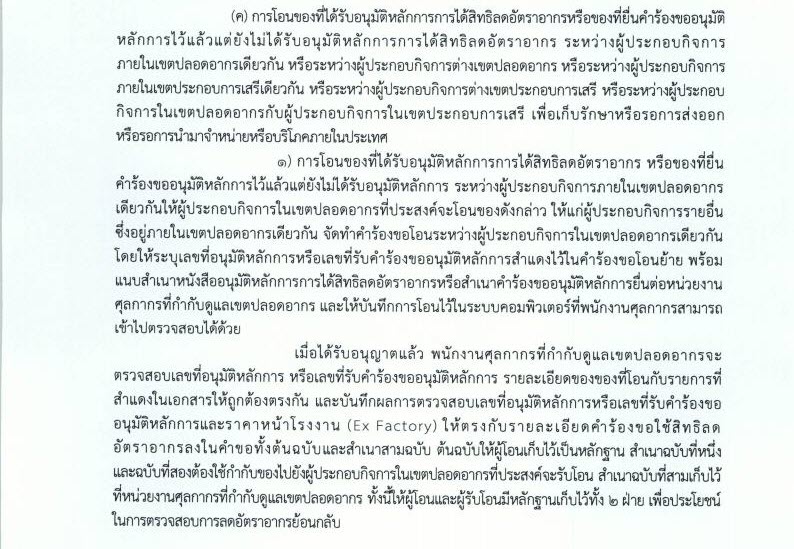 (ค) การโอนของที่ได้รับอนุมัติหลักการการได้สิทธิลดอัตราอากรหรือของที่ยื่นคำร้องขออนุมัติ
หลักการไว้แล้วแต่ยังไม่ได้รับอนุมัติหลักการการได้สิทธิลดอัตราอากร ระหว่างผู้ประกอบกิจการ
ภายในเขตปลอดอากรเดียวกัน หรือระหว่างผู้ประกอบกิจการต่างเขตปลอดอากร หรือระหว่างผู้ประกอบกิจการ
ภายในเขตประกอบการเสรีเดียวกัน หรือระหว่างผู้ประกอบกิจการต่างเขตประกอบการเสรี หรือระหว่างผู้ประกอบ
กิจการในเขตปลอดอากรกับผู้ประกอบกิจการในเขตประกอบการเสรี เพื่อเก็บรักษาหรือรอการส่งออก
หรือรอการนำมาจำหน่ายหรือบริโภคภายในประเทศ
๑) การโอนของที่ได้รับอนุมัติหลักการการได้สิทธิลดอัตราอากร หรือของที่ยื่น
คำร้องขออนุมัติหลักการไว้แล้วแต่ยังไม่ได้รับอนุมัติหลักการ ระหว่างผู้ประกอบกิจการภายในเขตปลอดอากร
เดียวกันให้ผู้ประกอบกิจการในเขตปลอดอากรที่ประสงค์จะโอนของดังกล่าว ให้แก่ผู้ประกอบกิจการรายอื่น
ซึ่งอยู่ภายในเขตปลอดอากรเดียวกัน จัดทำคำร้องขอโอนระหว่างผู้ประกอบกิจการในเขตปลอดอากรเดียวกัน
โดยให้ระบุเลขที่อนุมัติหลักการหรือเลขที่รับคำร้องขออนุมัติหลักการสำแดงไว้ในคำร้องขอโอนย้าย พร้อม
แนบสำเนาหนังสืออนุมัติหลักการการได้สิทธิลดอัตราอากรหรือสำเนาคำร้องขออนุมัติหลักการยื่นต่อหน่วยงาน
ศุลกากรที่กำกับดูแลเขตปลอดอากร และให้บันทึกการโอนไว้ในระบบคอมพิวเตอร์ที่พนักงานศุลกากรสามารถ
เข้าไปตรวจสอบได้ด้วย
เมื่อได้รับอนุญาตแล้ว พนักงานศุลกากรที่กำกับดูแลเขตปลอดอากรจะ
ตรวจสอบเลขที่อนุมัติหลักการ หรือเลขที่รับคำร้องขออนุมัติหลักการ รายละเอียดของของที่โอนกับรายการที่
สำแดงในเอกสารให้ถูกต้องตรงกัน และบันทึกผลการตรวจสอบเลขที่อนุมัติหลักการหรือเลขที่รับคำร้องขอ
อนุมัติหลักการและราคาหน้าโรงงาน (Ex Factory) ให้ตรงกับรายละเอียดคำร้องขอใช้สิทธิลด
อัตราอากรลงในคำขอทั้งต้นฉบับและสำเนาสามฉบับ ต้นฉบับให้ผู้โอนเก็บไว้เป็นหลักฐาน สำเนาฉบับที่หนึ่ง
และฉบับที่สองต้องใช้กำกับของไปยังผู้ประกอบกิจการในเขตปลอดอากรที่ประสงค์จะรับโอน สำเนาฉบับที่สามเก็บไว้
ที่หน่วยงานศุลกากรที่กำกับดูแลเขตปลอดอากร ทั้งนี้ให้ผู้โอนและผู้รับโอนมีหลักฐานเก็บไว้ทั้ง ๒ ฝ่าย เพื่อประโยชน์
ในการตรวจสอบการลดอัตราอากรย้อนกลับ